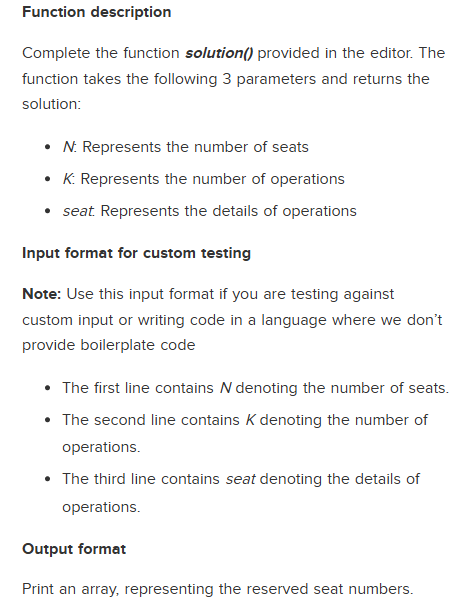 Function description
Complete the function solution() provided in the editor. The
function takes the following 3 parameters and returns the
solution:
• N: Represents the number of seats
• K: Represents the number of operations
• seat: Represents the details of operations
Input format for custom testing
Note: Use this input format if you are testing against
custom input or writing code in a language where we don’t
provide boilerplate code
• The first line contains N denoting the number of seats.
• The second line contains K denoting the number of
operations.
• The third line contains seat denoting the details of
operations.
Output format
Print an array, representing the reserved seat numbers.